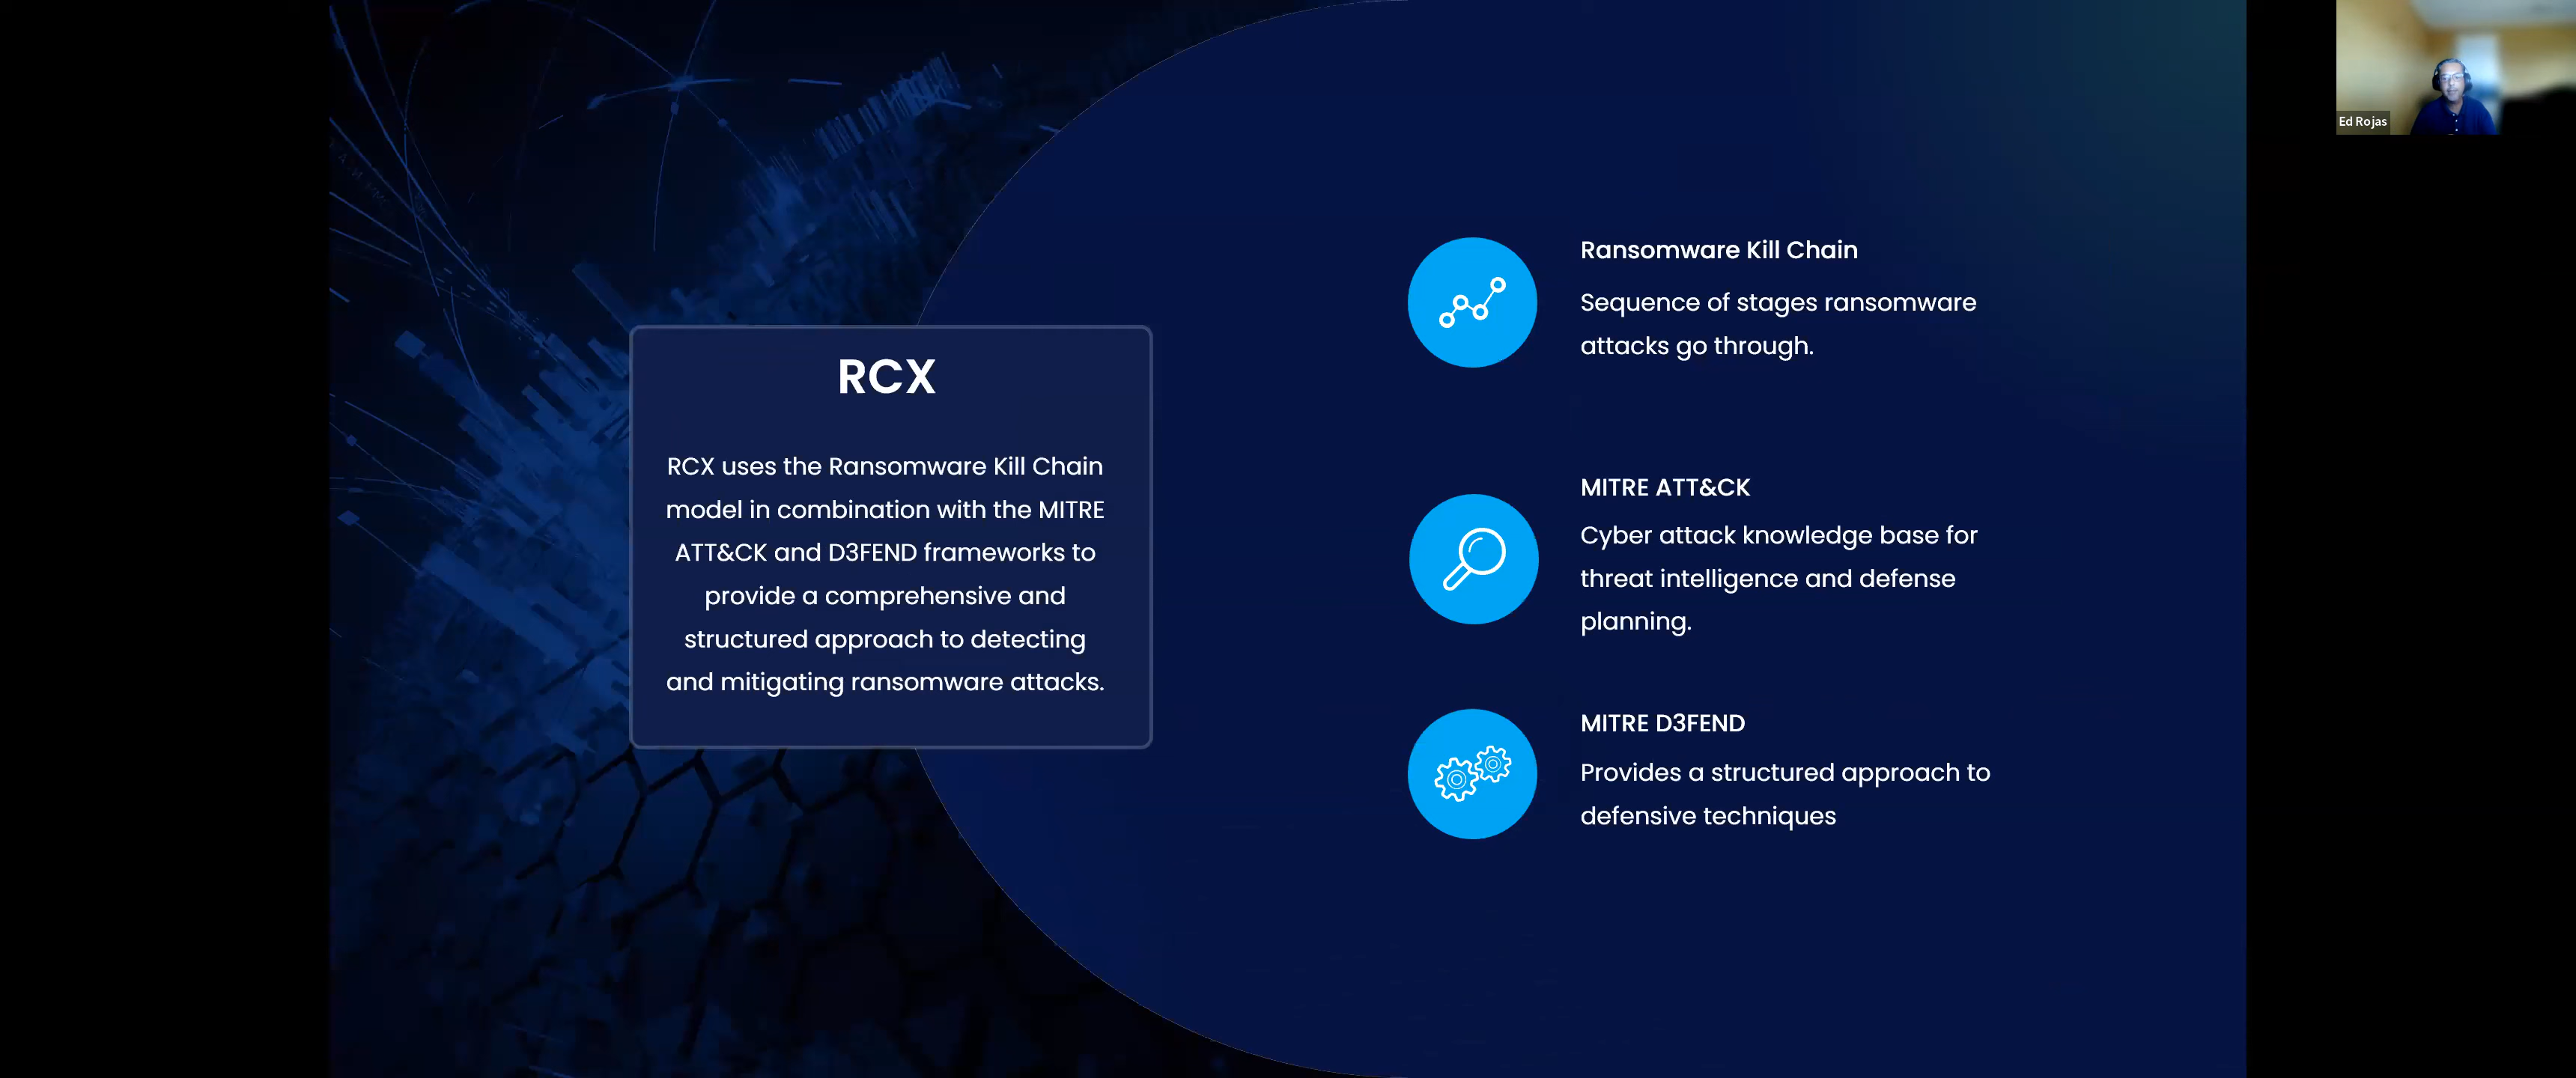 RCX
RCX uses the Ransomware Kill Chain
model in combination with the MITRE
ATT&CK and D3FEND frameworks to
provide a comprehensive and
structured approach to detecting
and mitigating ransomware attacks.
Ransomware Kill Chain
Sequence of stages ransomware
attacks go through.
MITRE ATT&CK
Cyber attack knowledge base for
threat intelligence and defense
planning.
MITRE D3FEND
Provides a structured approach to
defensive techniques
Ed Rojas